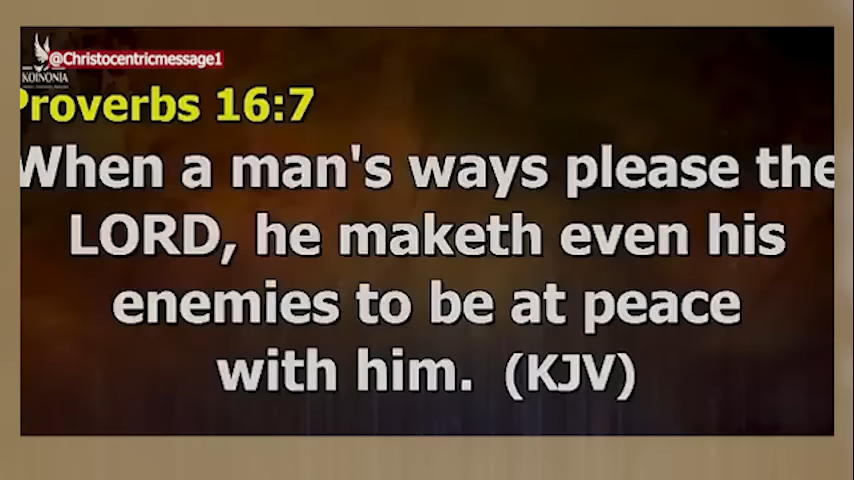 @Christocentricmessage1
KOINONIA
Proverbs 16:7
When a man's ways please the
LORD, he maketh even his
enemies to be at peace
with him. (KJV)